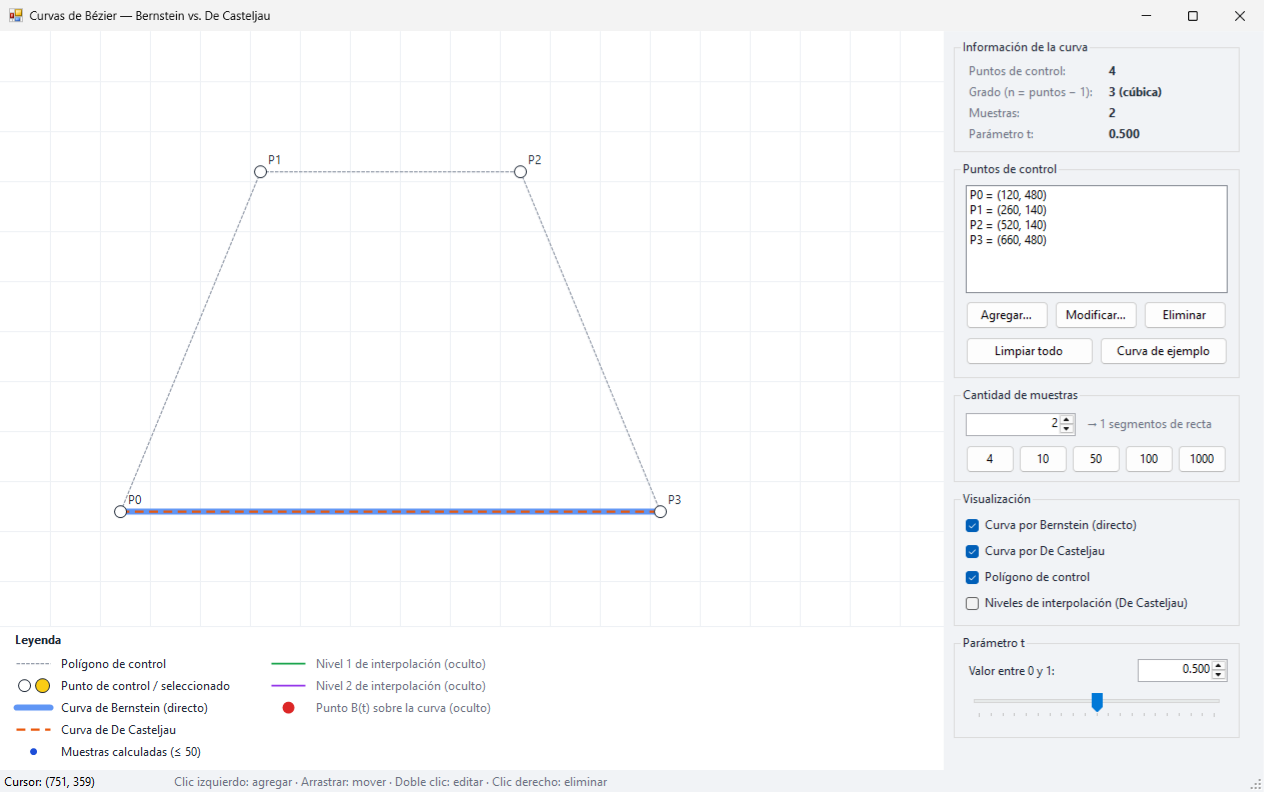 Curvas de Bézier — Bernstein vs. De Casteljau
P1
P2
P0
P3
Leyenda
Polígono de control
Punto de control / seleccionado
Curva de Bernstein (directo)
Curva de De Casteljau
Muestras calculadas (≤ 50)
Nivel 1 de interpolación (oculto)
Nivel 2 de interpolación (oculto)
Punto B(t) sobre la curva (oculto)
Información de la curva
Puntos de control: 4
Grado (n = puntos − 1): 3 (cúbica)
Muestras: 2
Parámetro t: 0.500
Puntos de control
P0 = (120, 480)
P1 = (260, 140)
P2 = (520, 140)
P3 = (660, 480)
Agregar... Modificar... Eliminar
Limpiar todo Curva de ejemplo
Cantidad de muestras
2 → 1 segmentos de recta
4 10 50 100 1000
Visualización
Curva por Bernstein (directo)
Curva por De Casteljau
Polígono de control
Niveles de interpolación (De Casteljau)
Parámetro t
Valor entre 0 y 1: 0.500
Cursor: (751, 359) Clic izquierdo: agregar · Arrastrar: mover · Doble clic: editar · Clic derecho: eliminar